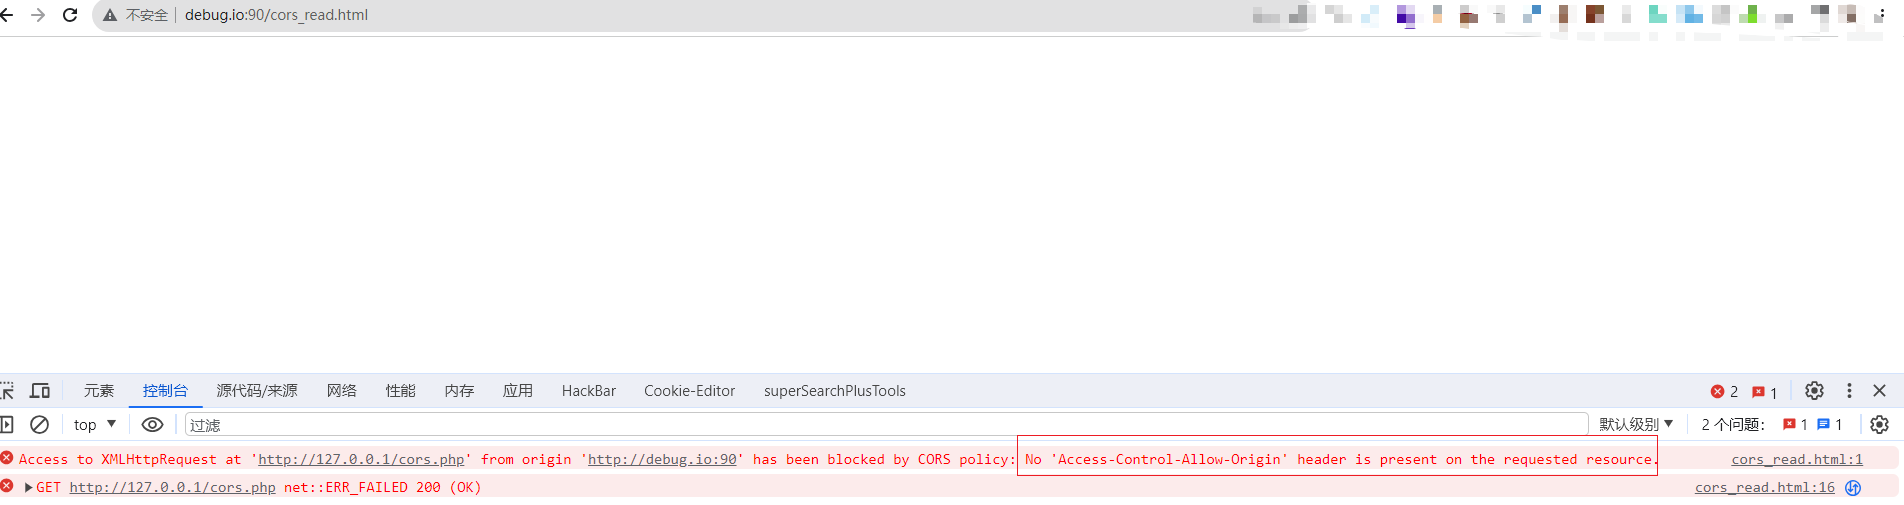 不安全 debug.io:90/cors_read.html
元素 控制台 源代码/来源 网络 性能 内存 应用 HackBar Cookie-Editor superSearchPlusTools 2 1
top 过滤 默认级别 2 个问题: 1 1
Access to XMLHttpRequest at 'http://127.0.0.1/cors.php' from origin 'http://debug.io:90' has been blocked by CORS policy: No 'Access-Control-Allow-Origin' header is present on the requested resource. cors_read.html:1
GET http://127.0.0.1/cors.php net::ERR_FAILED 200 (OK) cors_read.html:16